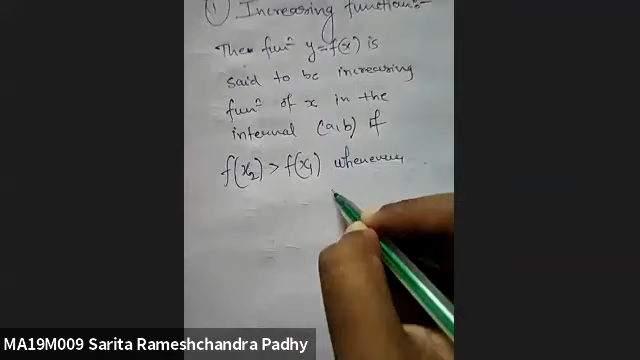 ① Increasing function:-
The funⁿ y=f(x) is
said to be increasing
funⁿ of x in the
internal (a,b) if
f(x₂) > f(x₁) whenever
MA19M009 Sarita Rameshchandra Padhy